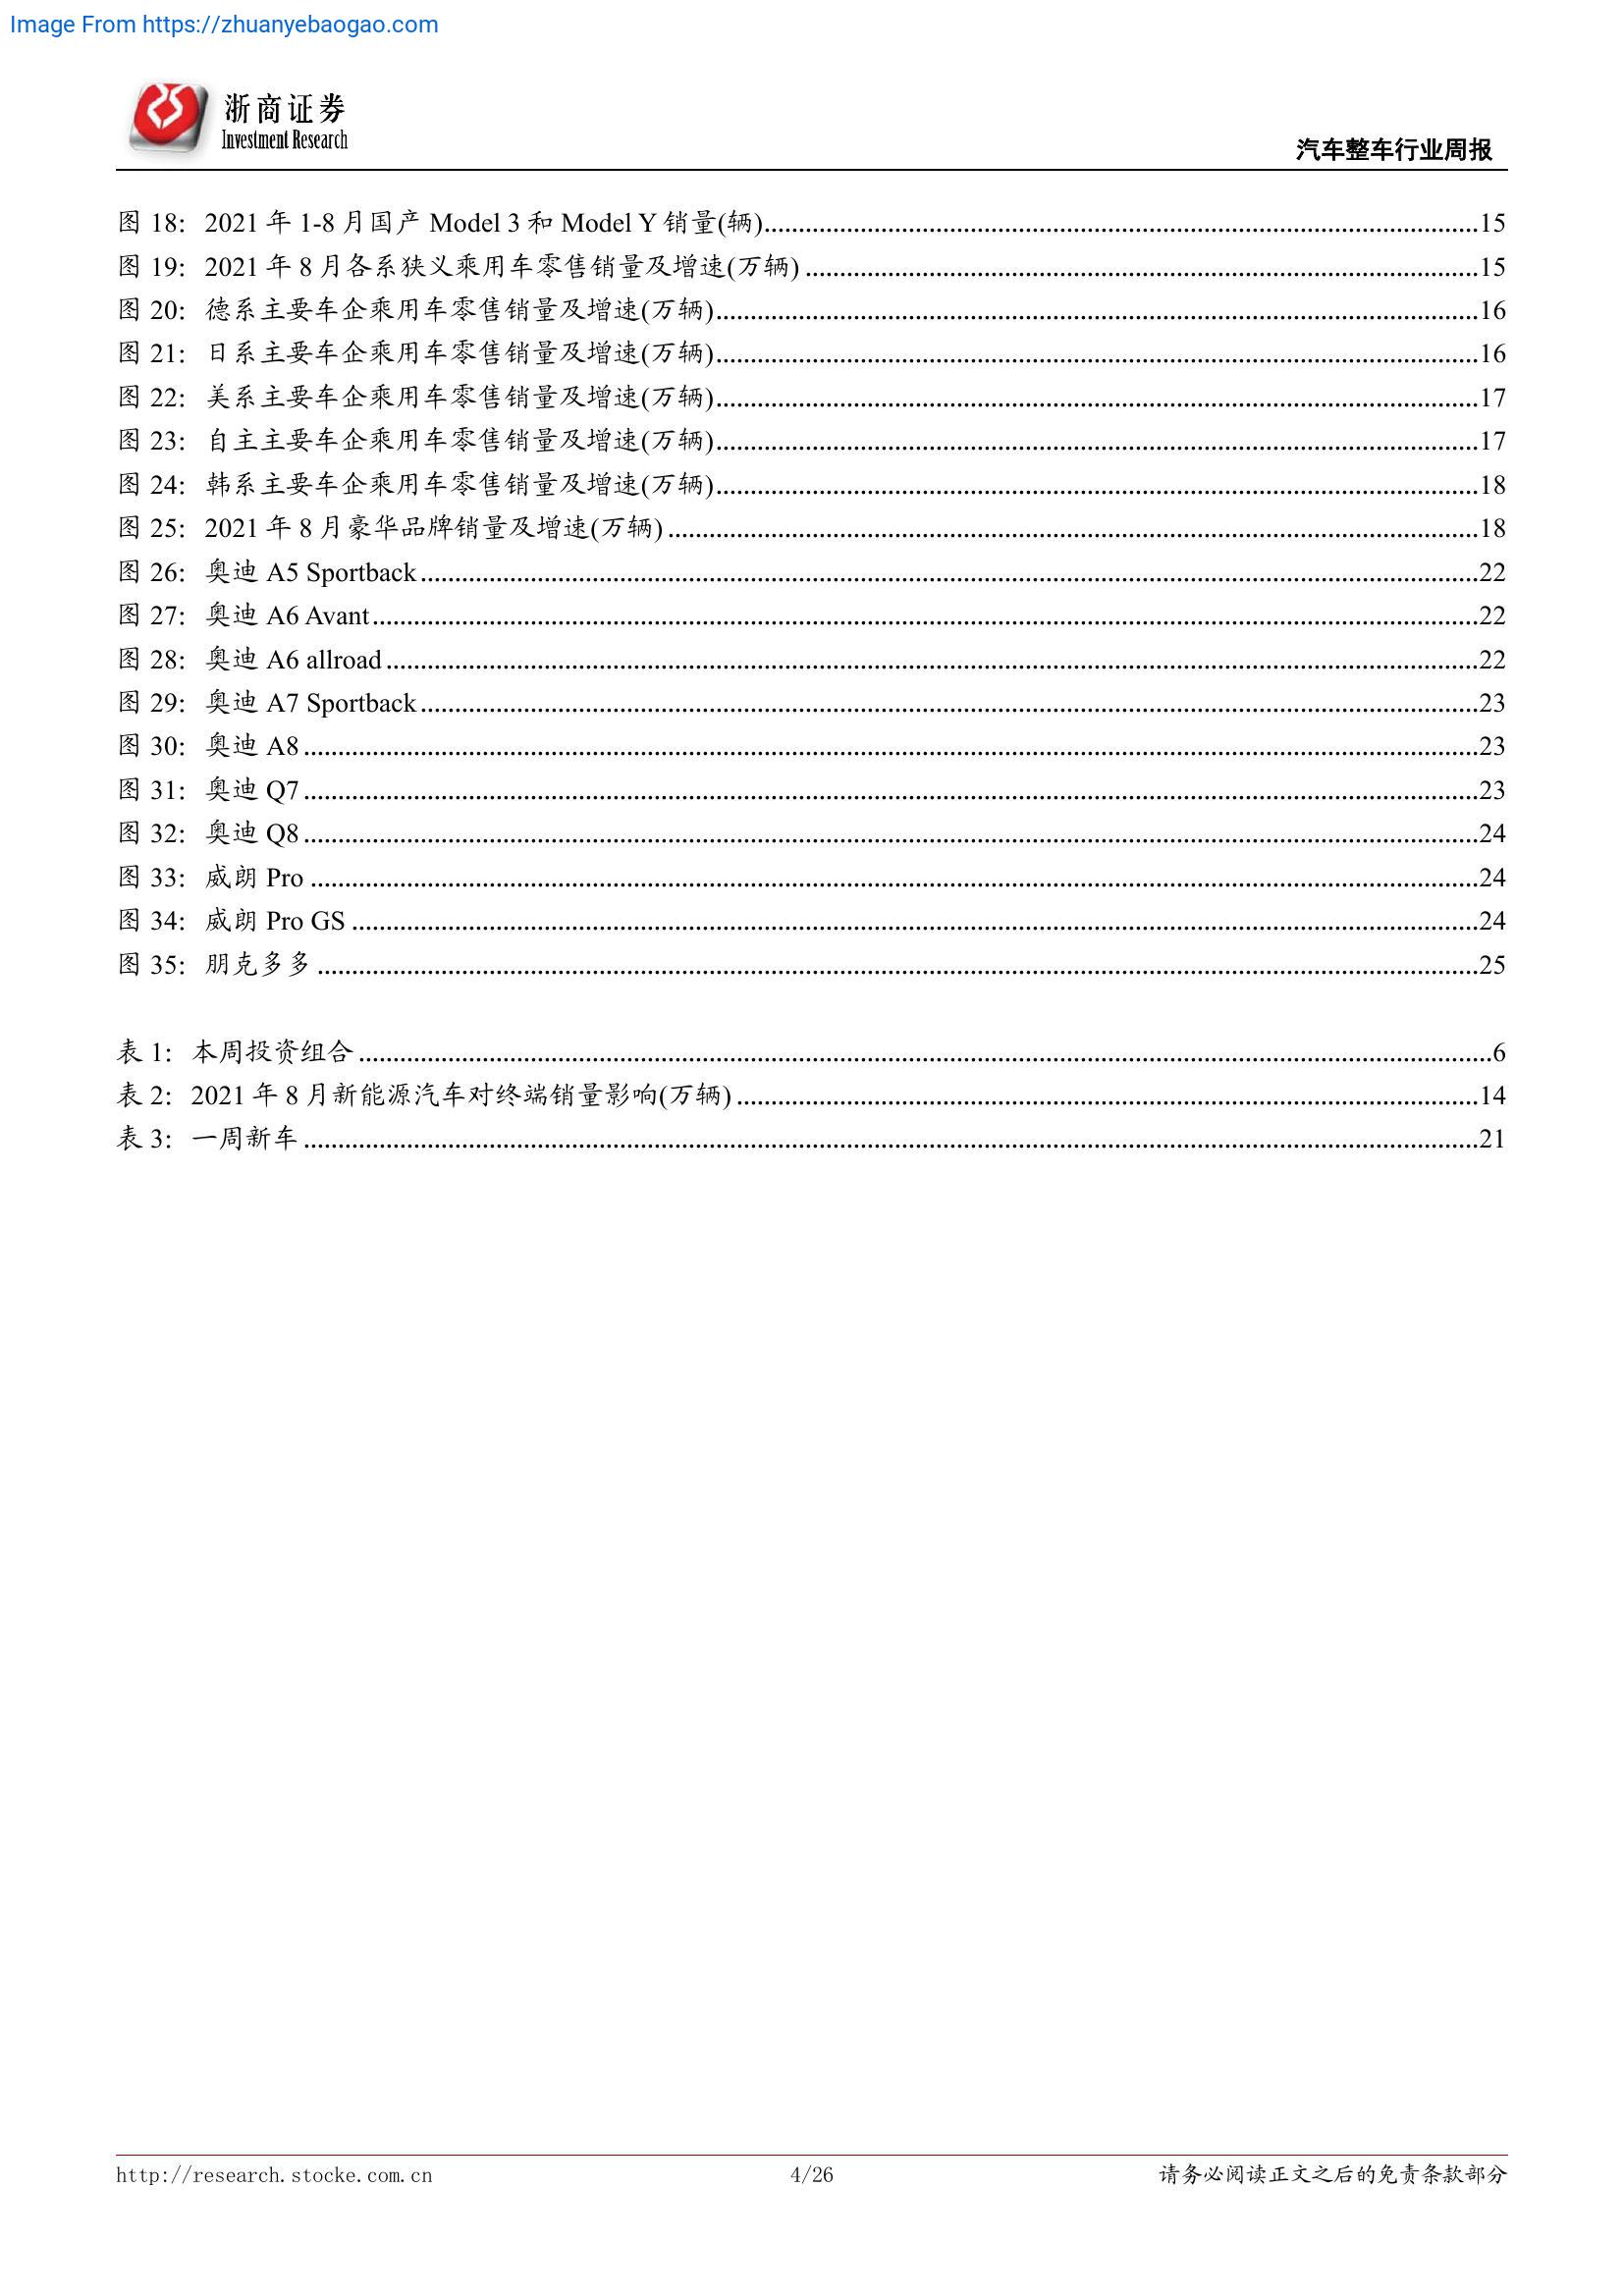 Image From https://zhuanyebaogao.com
浙商证券
Investment Research
汽车整车行业周报
图 18: 2021 年 1-8 月国产 Model 3 和 Model Y 销量(辆)...............15
图 19: 2021 年 8 月各系狭义乘用车零售销量及增速(万辆)...............15
图 20: 德系主要车企乘用车零售销量及增速(万辆)...............16
图 21: 日系主要车企乘用车零售销量及增速(万辆)...............16
图 22: 美系主要车企乘用车零售销量及增速(万辆)...............17
图 23: 自主主要车企乘用车零售销量及增速(万辆)...............17
图 24: 韩系主要车企乘用车零售销量及增速(万辆)...............18
图 25: 2021 年 8 月豪华品牌销量及增速(万辆)...............18
图 26: 奥迪 A5 Sportback...............22
图 27: 奥迪 A6 Avant...............22
图 28: 奥迪 A6 allroad...............22
图 29: 奥迪 A7 Sportback...............23
图 30: 奥迪 A8...............23
图 31: 奥迪 Q7...............23
图 32: 奥迪 Q8...............24
图 33: 威朗 Pro...............24
图 34: 威朗 Pro GS...............24
图 35: 朋克多多...............25
表 1: 本周投资组合...............6
表 2: 2021 年 8 月新能源汽车对终端销量影响(万辆)...............14
表 3: 一周新车...............21
http://research.stocke.com.cn
4/26
请务必阅读正文之后的免责条款部分